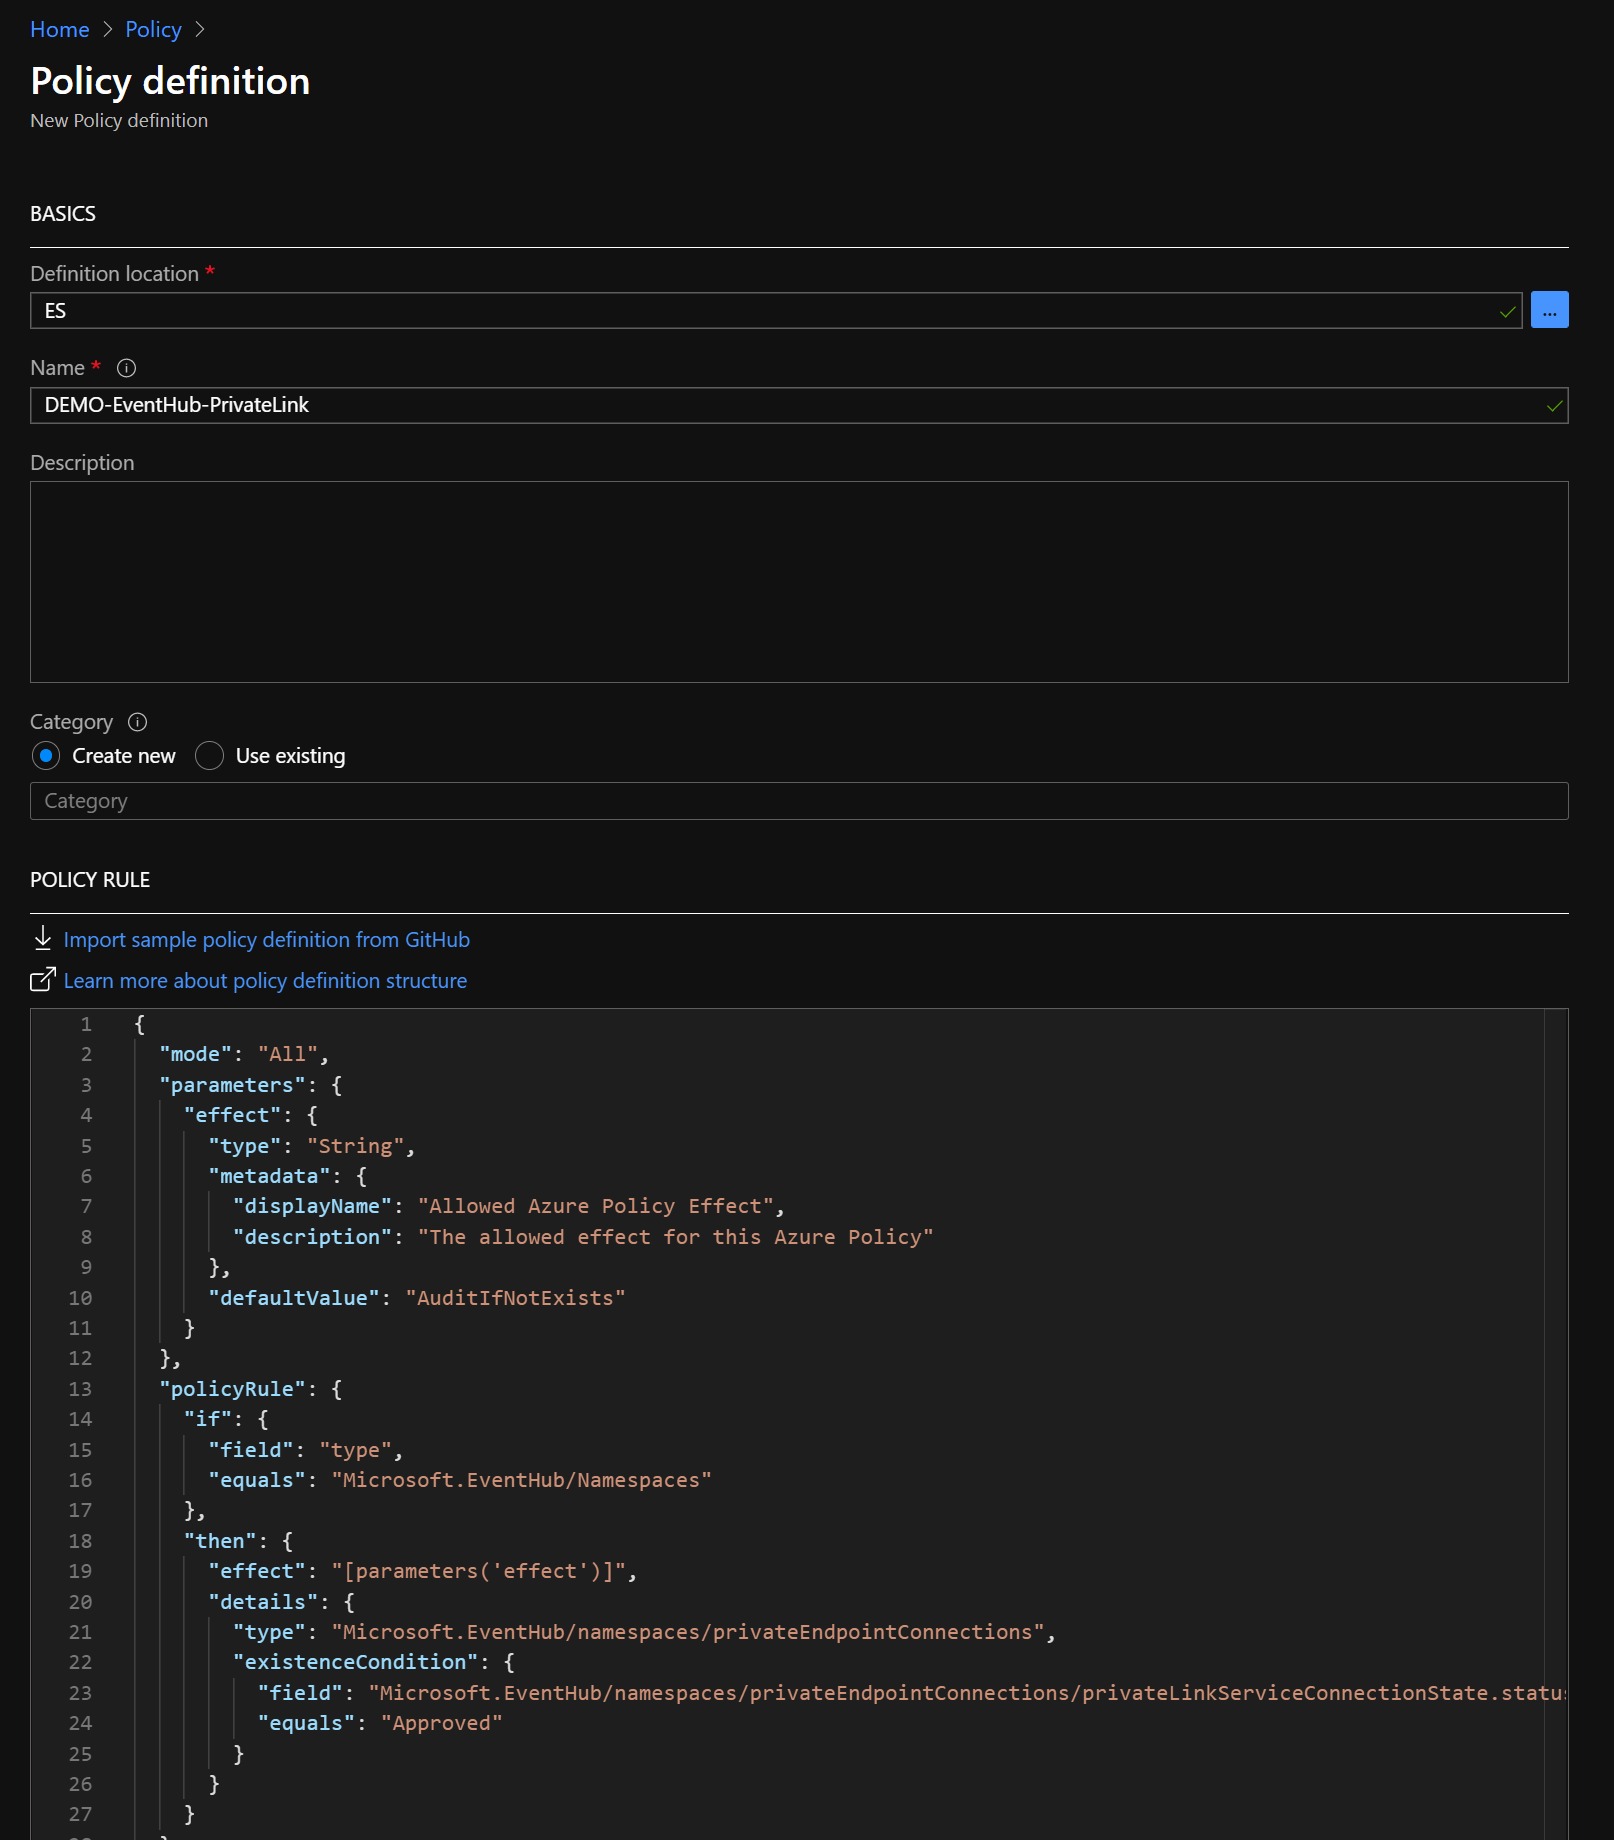 Home > Policy >
Policy definition
New Policy definition
BASICS
Definition location *
ES
...
Name *
DEMO-EventHub-PrivateLink
Description
Category
Create new Use existing
Category
POLICY RULE
Import sample policy definition from GitHub
Learn more about policy definition structure
1 {
2 "mode": "All",
3 "parameters": {
4 "effect": {
5 "type": "String",
6 "metadata": {
7 "displayName": "Allowed Azure Policy Effect",
8 "description": "The allowed effect for this Azure Policy"
9 },
10 "defaultValue": "AuditIfNotExists"
11 }
12 },
13 "policyRule": {
14 "if": {
15 "field": "type",
16 "equals": "Microsoft.EventHub/Namespaces"
17 },
18 "then": {
19 "effect": "[parameters('effect')]",
20 "details": {
21 "type": "Microsoft.EventHub/namespaces/privateEndpointConnections",
22 "existenceCondition": {
23 "field": "Microsoft.EventHub/namespaces/privateEndpointConnections/privateLinkServiceConnectionState.status
24 "equals": "Approved"
25 }
26 }
27 }